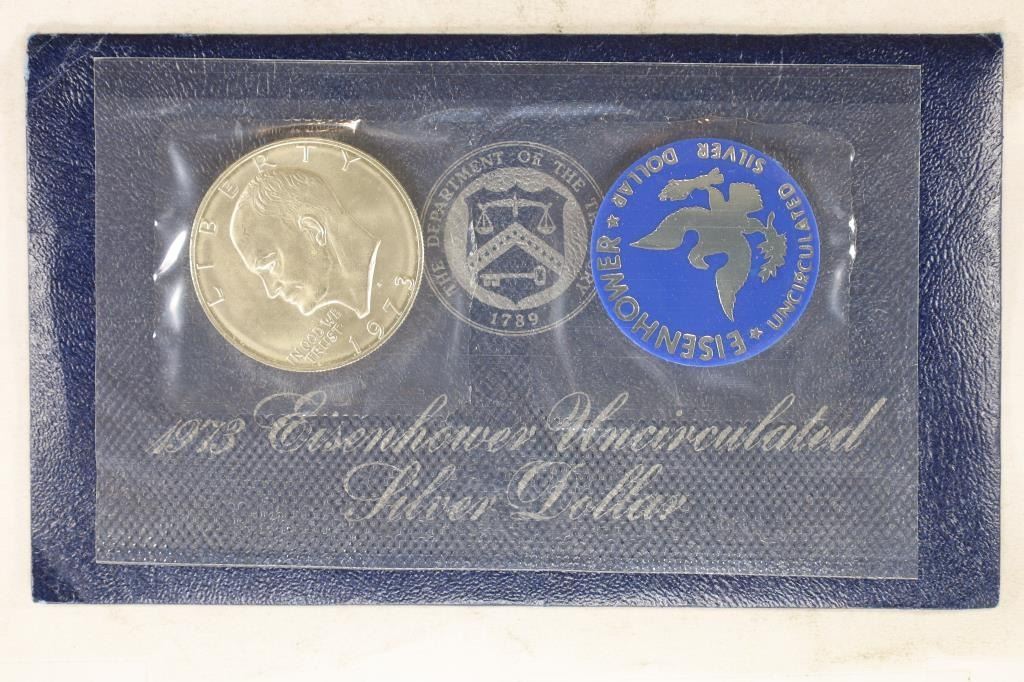 LIBERTY
IN GOD WE
TRUST
1973
THE DEPARTMENT OF THE TREASURY
1789
EISENHOWER
UNCIRCULATED SILVER DOLLAR
1973 Eisenhower Uncirculated
Silver Dollar